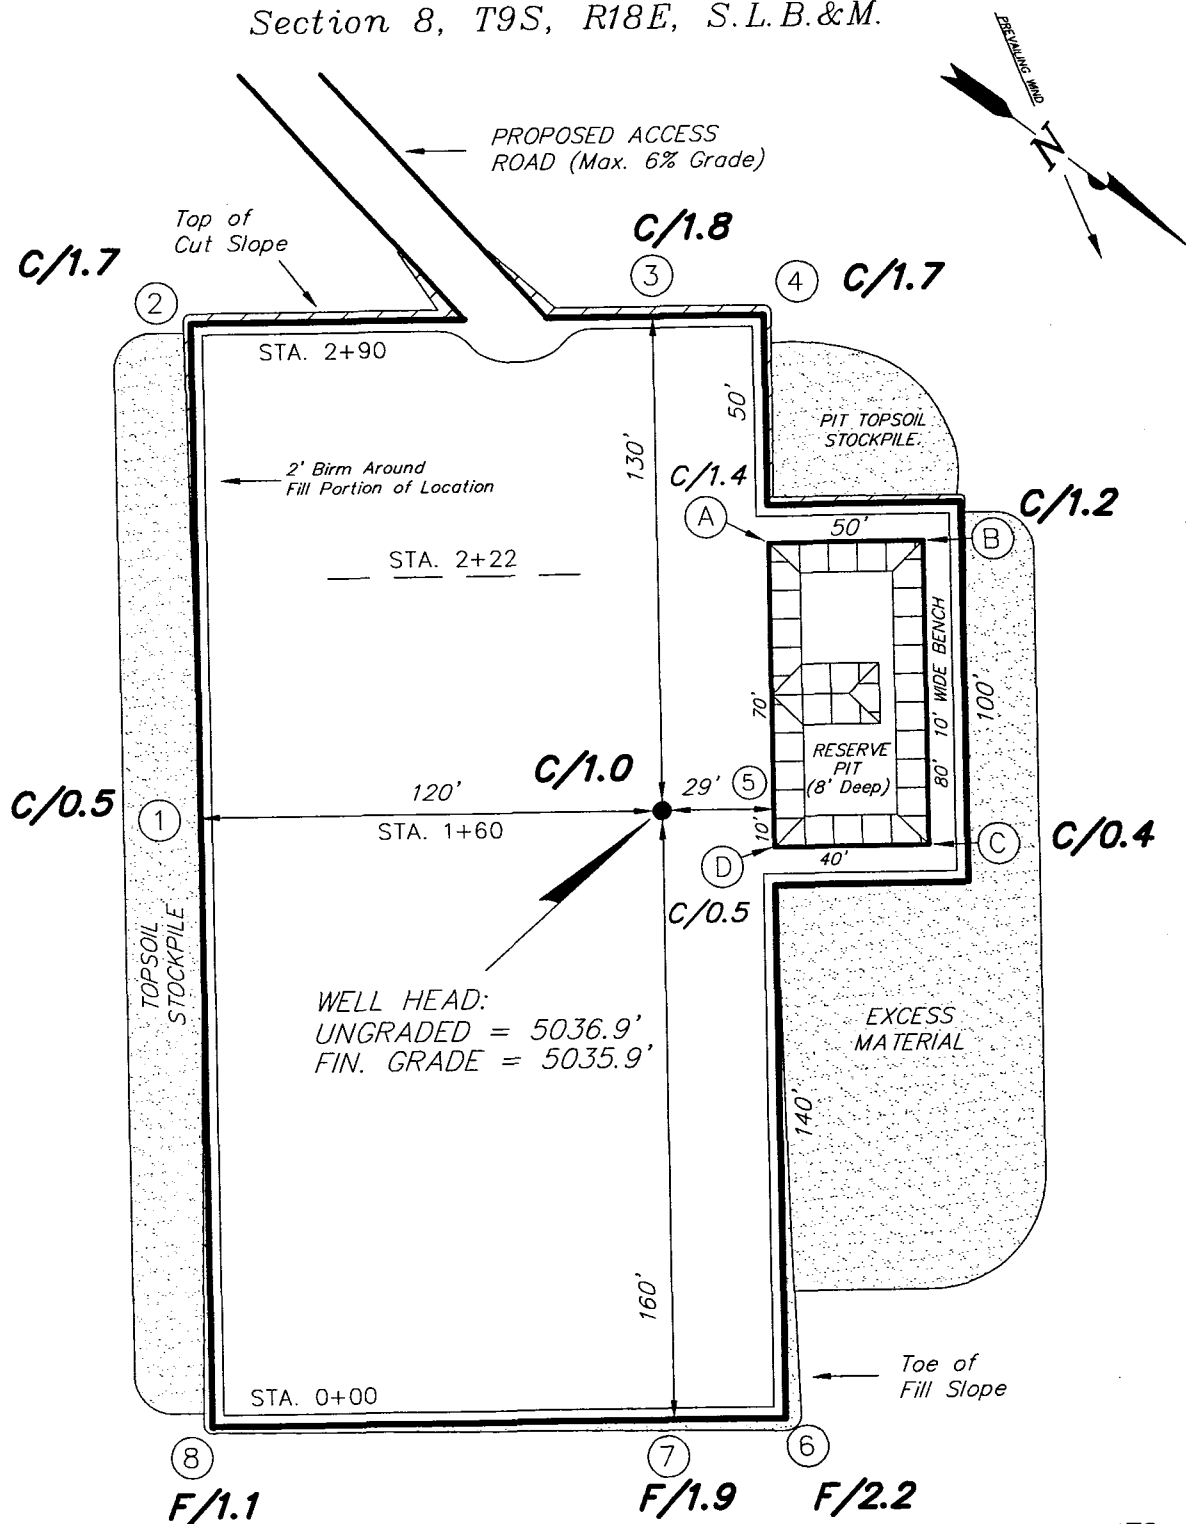 Section 8, T9S, R18E, S.L.B.&M.
PREVAILING WIND
N
PROPOSED ACCESS
ROAD (Max. 6% Grade)
Top of
Cut Slope
C/1.7
2
C/1.8
3
4
C/1.7
STA. 2+90
50'
PIT TOPSOIL
STOCKPILE
130'
2' Birm Around
Fill Portion of Location
C/1.4
A
50'
C/1.2
B
STA. 2+22
10' WIDE BENCH
100'
70'
RESERVE
PIT
(8' Deep)
80'
C/1.0
5
29'
120'
C/0.5
1
STA. 1+60
10'
D
40'
C
C/0.4
C/0.5
TOPSOIL
STOCKPILE
WELL HEAD:
UNGRADED = 5036.9'
FIN. GRADE = 5035.9'
EXCESS
MATERIAL
140'
160'
Toe of
Fill Slope
STA. 0+00
8
7
6
F/1.1
F/1.9
F/2.2